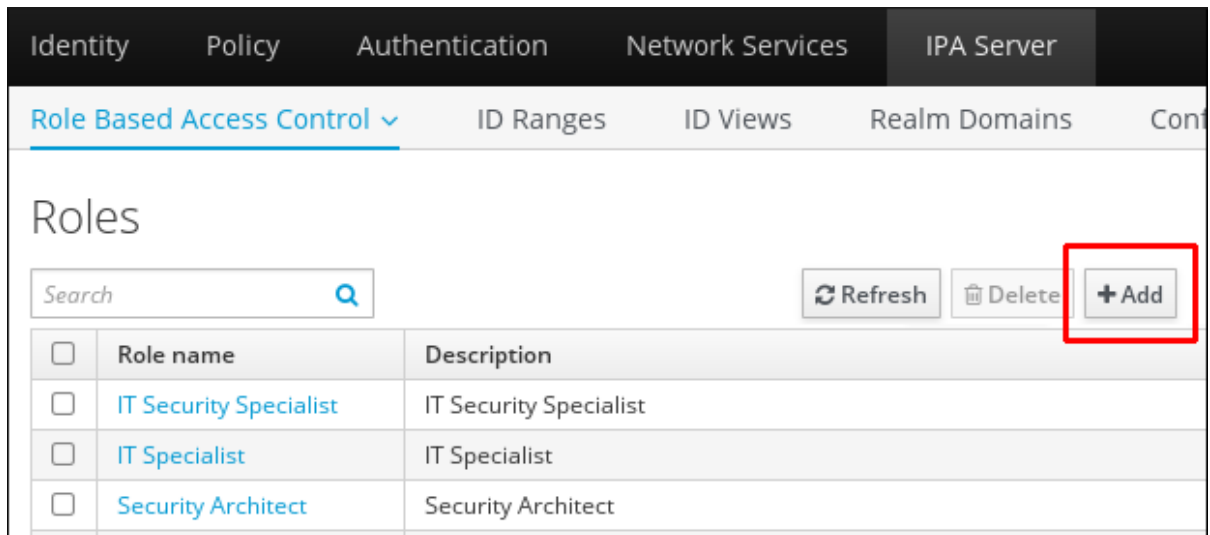 Identity Policy Authentication Network Services IPA Server
Role Based Access Control ID Ranges ID Views Realm Domains
Roles
Search Refresh Delete Add
Role name Description
IT Security Specialist IT Security Specialist
IT Specialist IT Specialist
Security Architect Security Architect